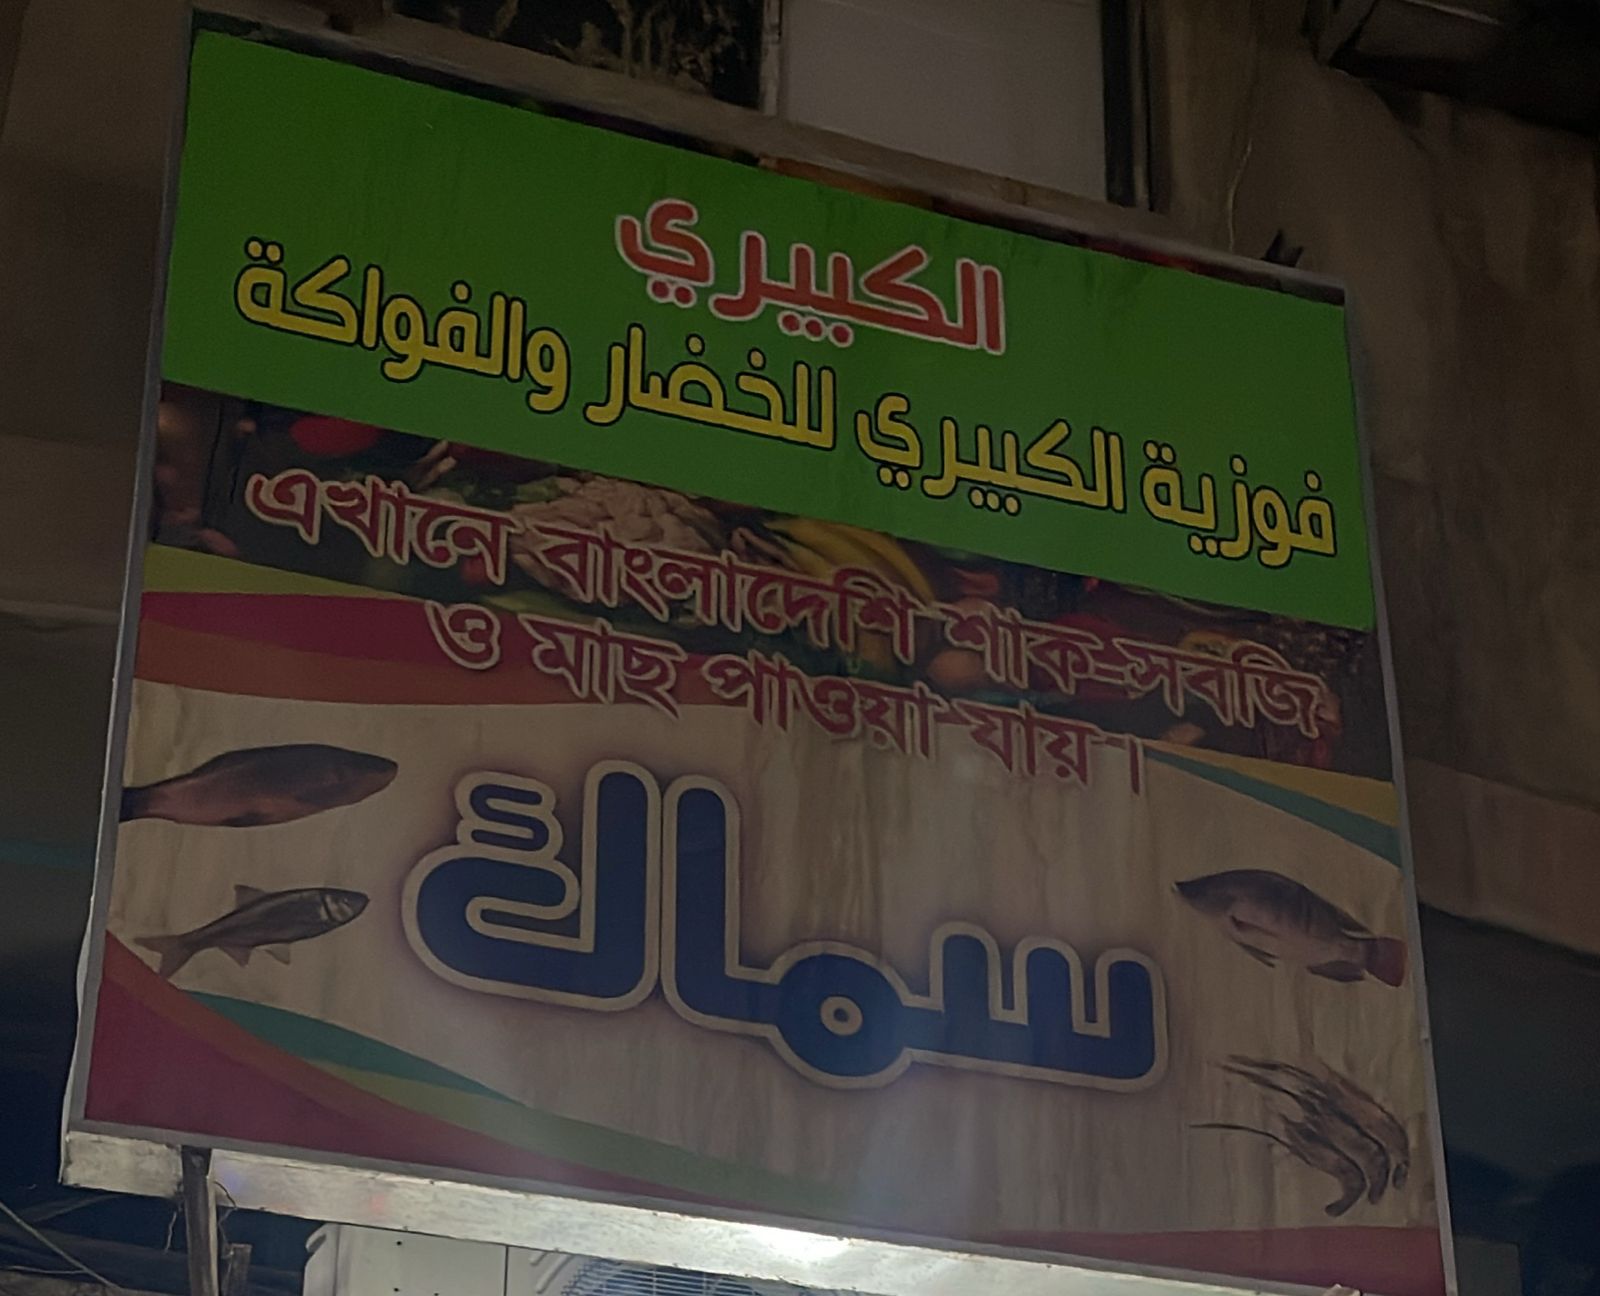 الكبيري
فوزية الكبيري للخضار والفواكة
এখানে বাংলাদেশি শাক-সবজি
ও মাছ পাওয়া যায়।
سماك